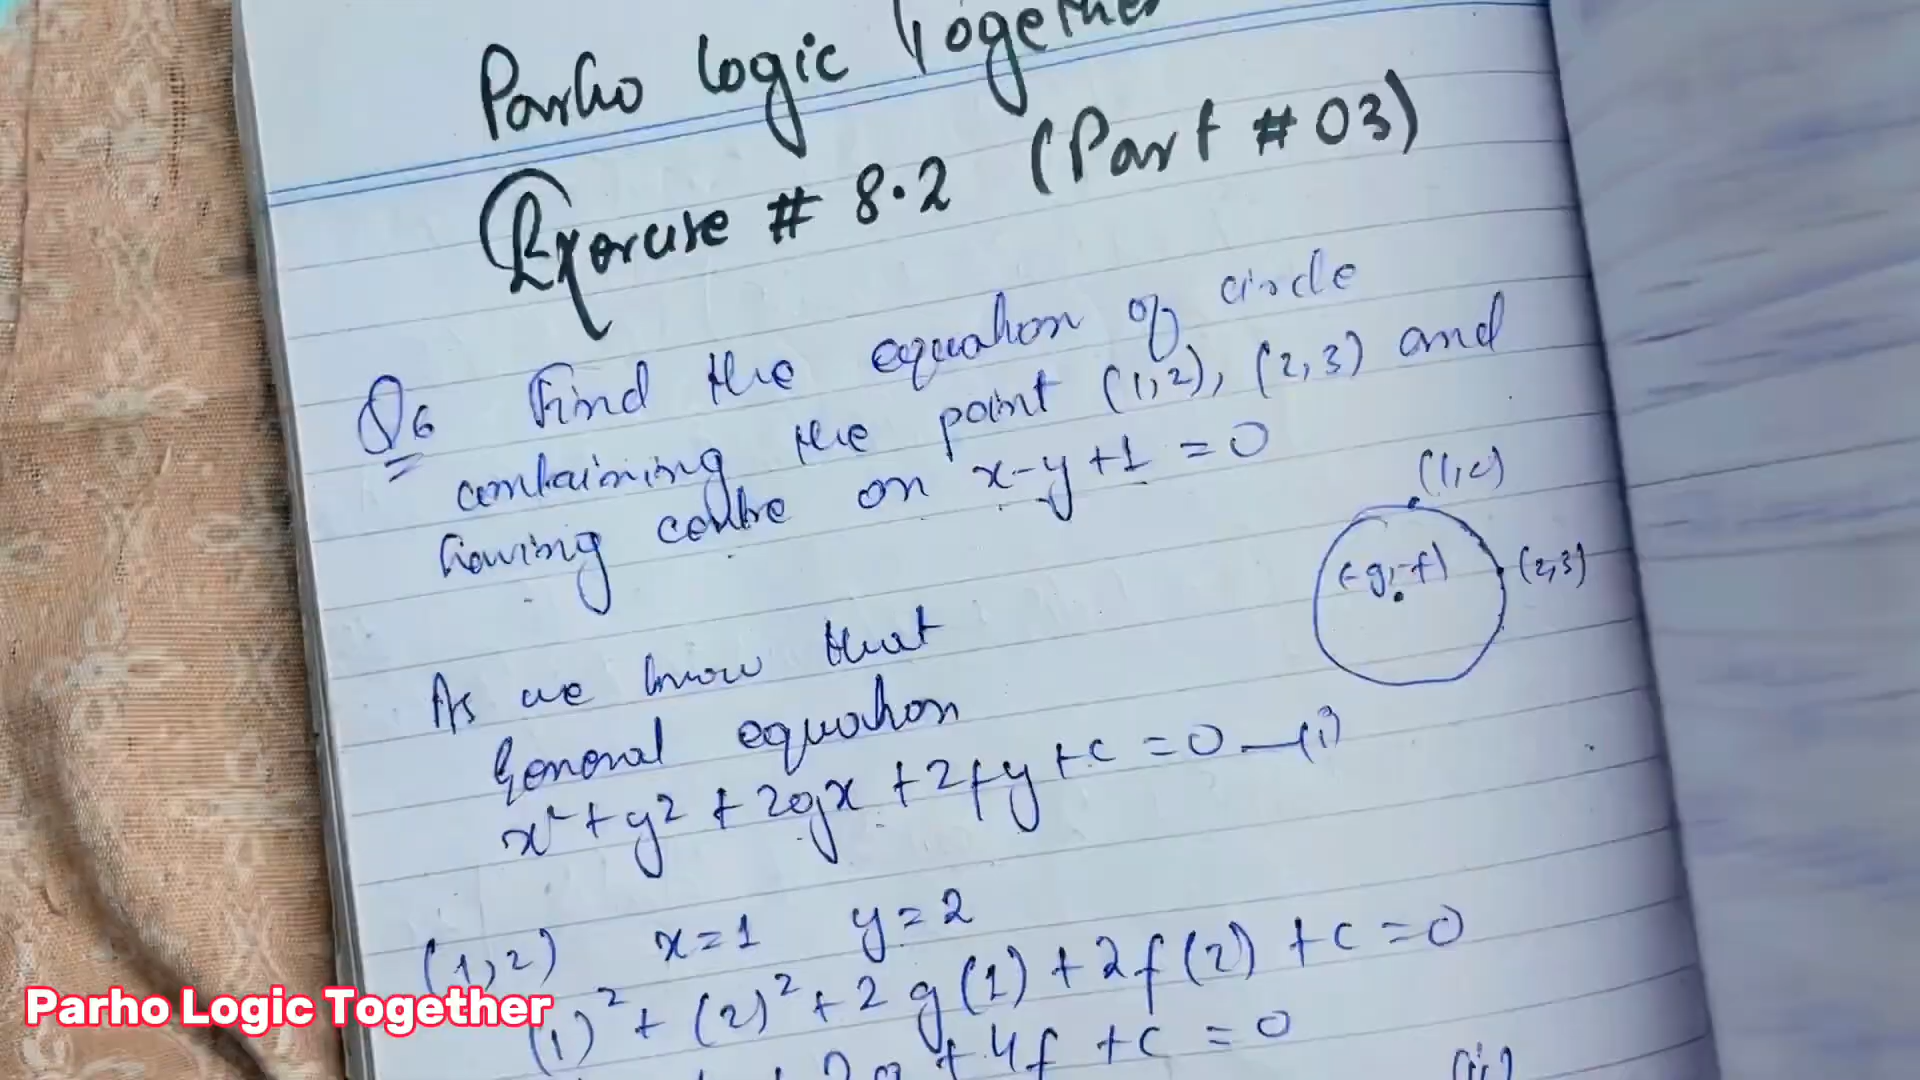 Parho Logic Together
Exercise # 8.2 (Part # 03)
Q6 Find the equation of circle
containing the point (1,2), (2,3) and
having centre on x-y+1=0
(1,2)
(-g,-f)
(2,3)
As we know that
General equation
x²+y2 + 2gx + 2fy+c =0 —(i)
(1,2) x=1 y=2
(1)²+(2)²+2g(1)+2f(2)+c=0
2g+4f+c=0
(ii)
Parho Logic Together